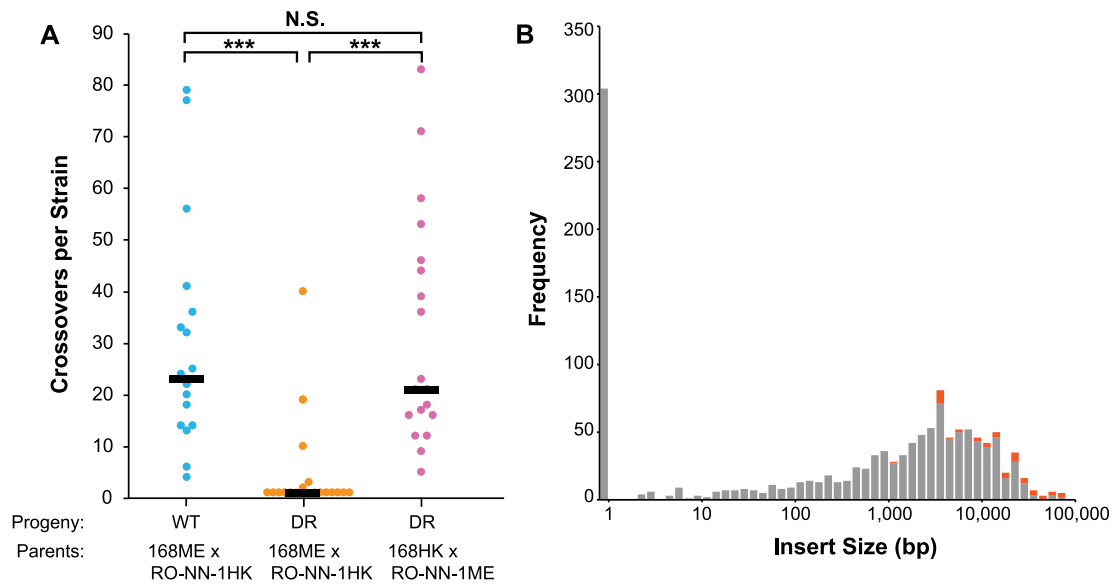 A
N.S.
***
***
90
80
70
60
50
40
30
20
10
0
Crossovers per Strain
Progeny: WT DR DR
Parents: 168ME x 168ME x 168HK x
RO-NN-1HK RO-NN-1HK RO-NN-1ME
B
350
300
250
200
150
100
50
0
Frequency
1 10 100 1,000 10,000 100,000
Insert Size (bp)